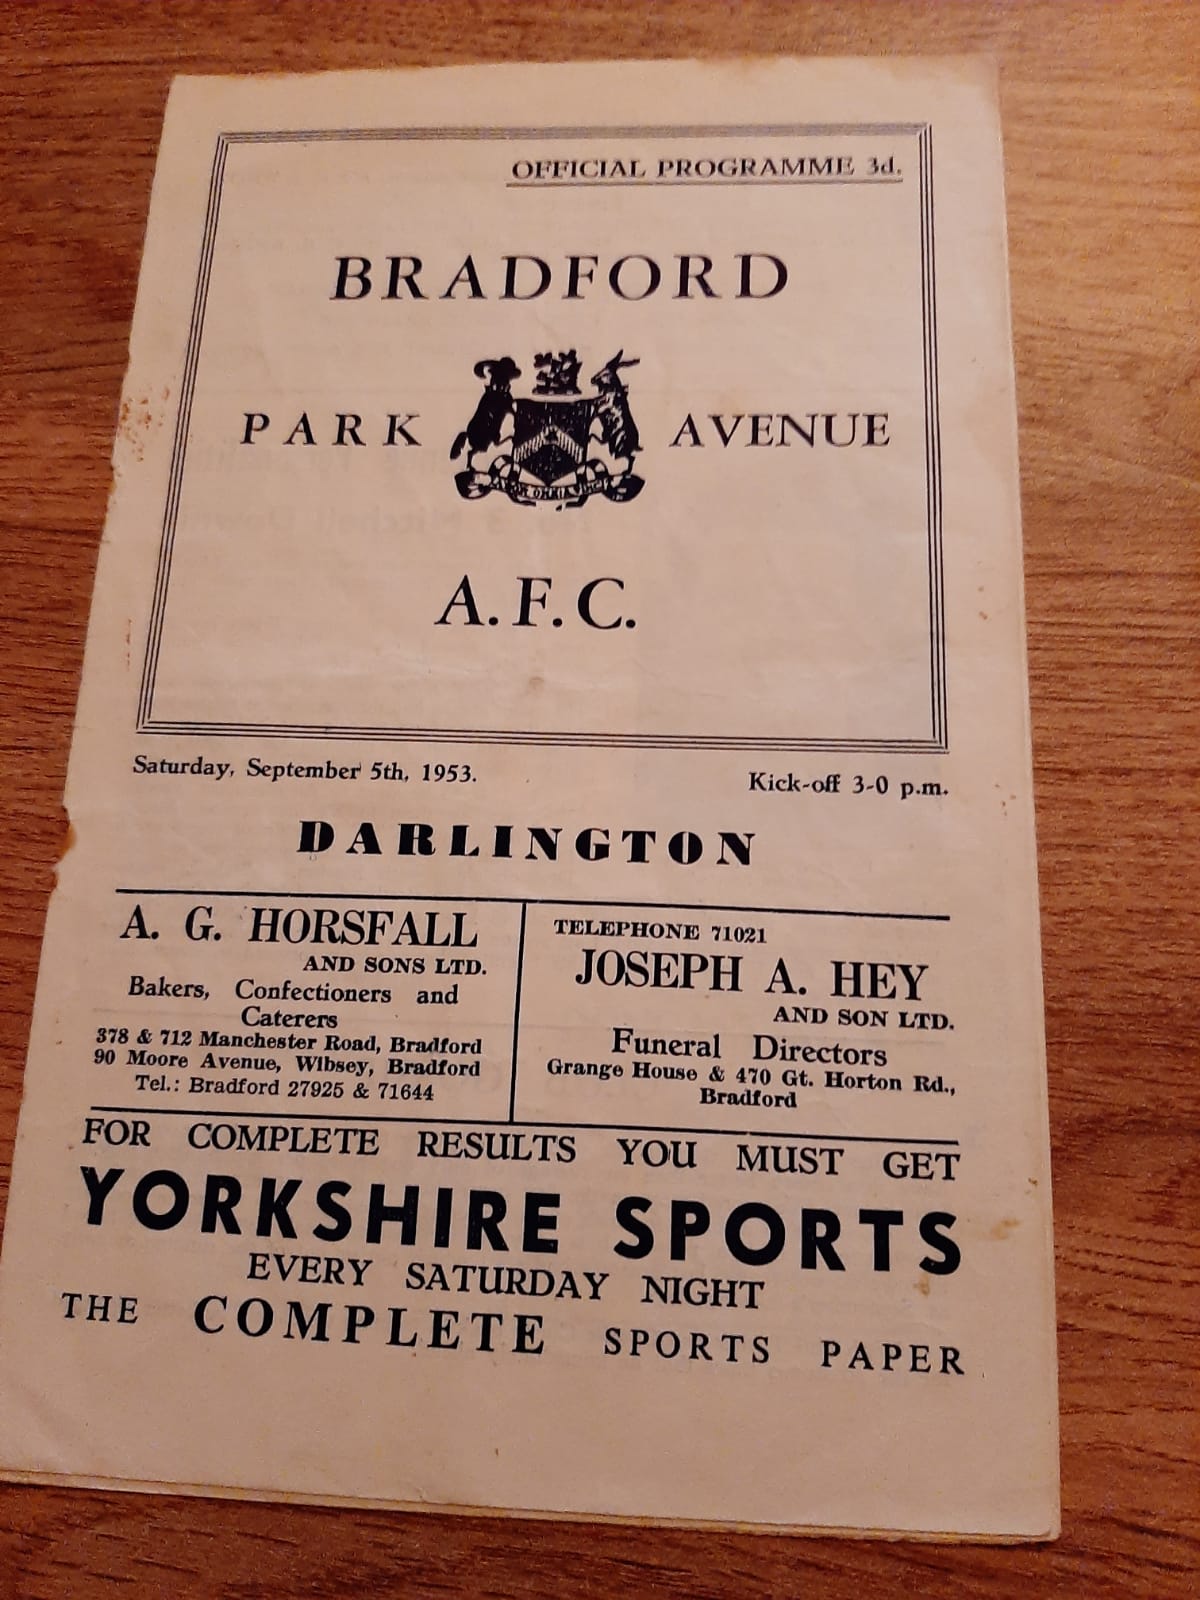 OFFICIAL PROGRAMME 3d.
BRADFORD
PARK AVENUE
OMNIA
A.F.C.
Saturday, September 5th, 1953.
Kick-off 3-0 p.m.
DARLINGTON
A. G. HORSFALL
AND SONS LTD.
Bakers, Confectioners and
Caterers
378 & 712 Manchester Road, Bradford
90 Moore Avenue, Wibsey, Bradford
Tel.: Bradford 27925 & 71644
TELEPHONE 71021
JOSEPH A. HEY
AND SON LTD.
Funeral Directors
Grange House & 470 Gt. Horton Rd.,
Bradford
FOR COMPLETE RESULTS YOU MUST GET
YORKSHIRE SPORTS
EVERY SATURDAY NIGHT
THE COMPLETE SPORTS PAPER